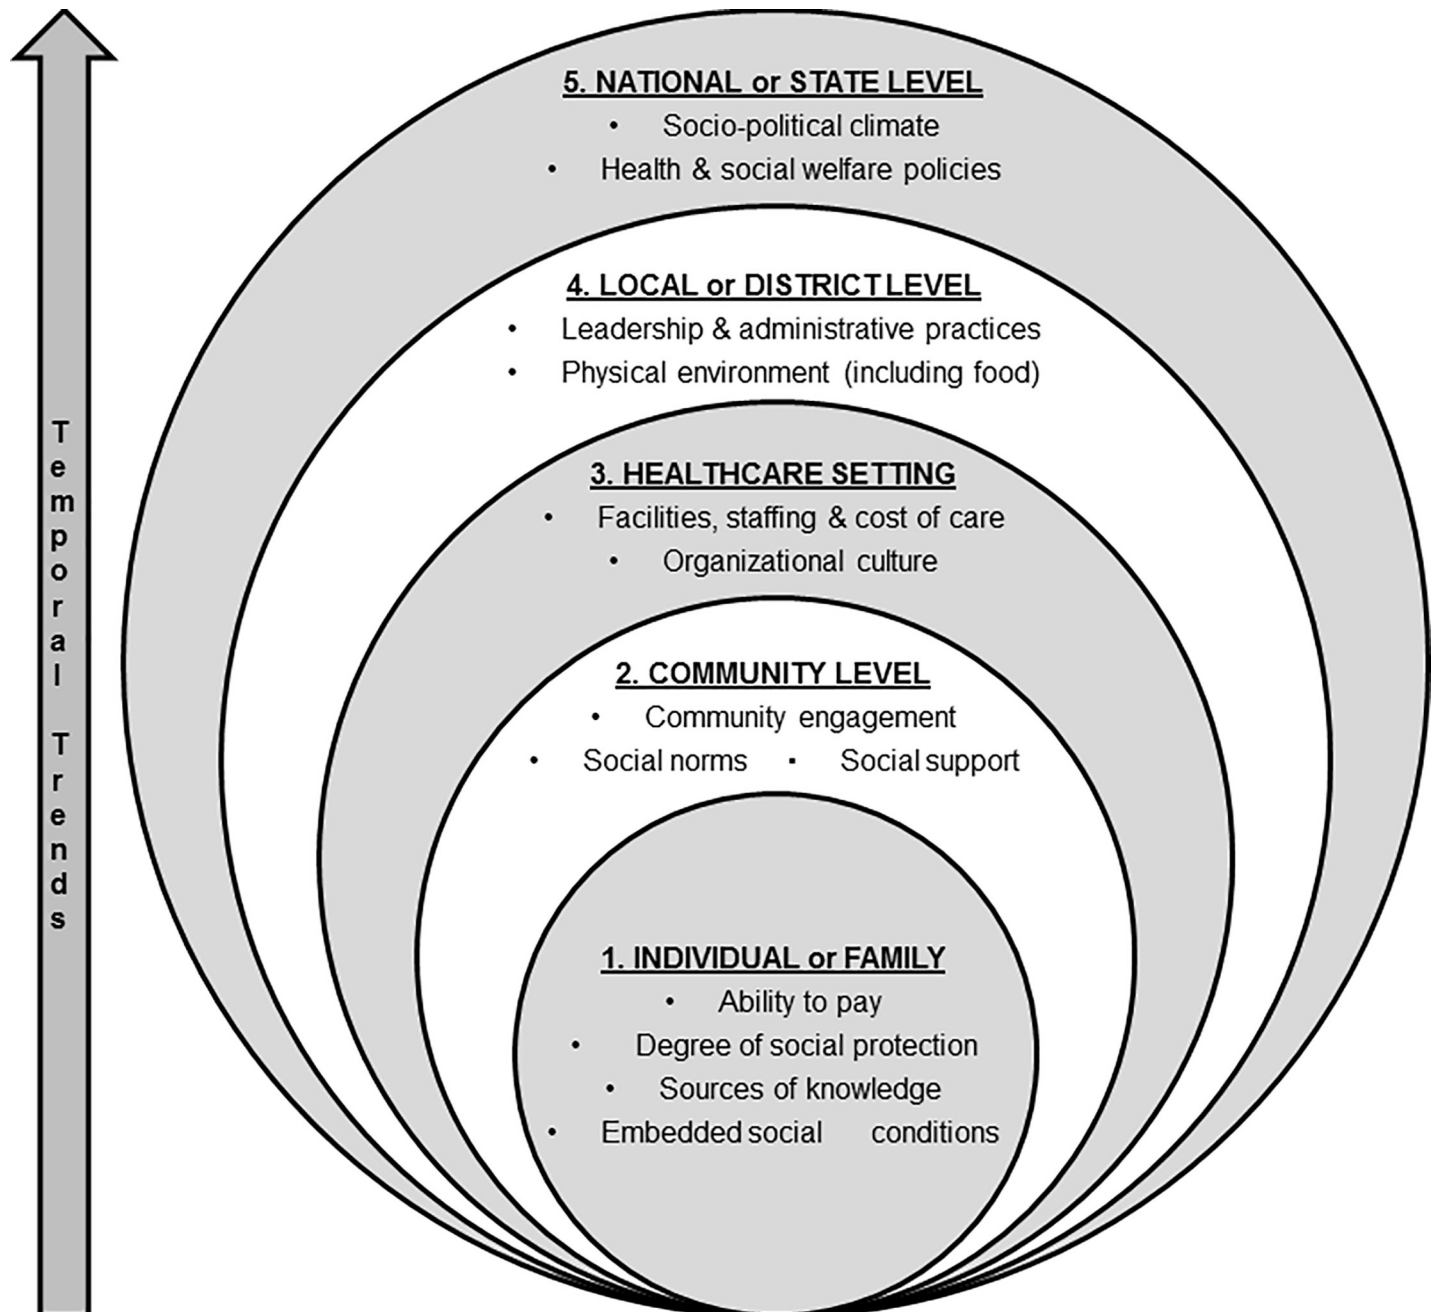 5. NATIONAL or STATE LEVEL
• Socio-political climate
• Health & social welfare policies
4. LOCAL or DISTRICT LEVEL
• Leadership & administrative practices
• Physical environment (including food)
3. HEALTHCARE SETTING
• Facilities, staffing & cost of care
• Organizational culture
2. COMMUNITY LEVEL
• Community engagement
• Social norms ▪ Social support
1. INDIVIDUAL or FAMILY
• Ability to pay
• Degree of social protection
• Sources of knowledge
• Embedded social conditions
Temporal Trends